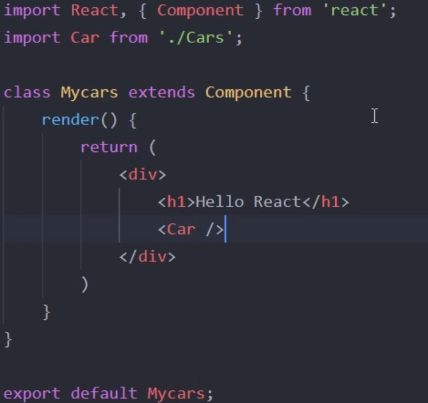 import React, { Component } from 'react';
import Car from './Cars';
class Mycars extends Component {
render() {
return (
<div>
<h1>Hello React</h1>
<Car />
</div>
)
}
}
export default Mycars;